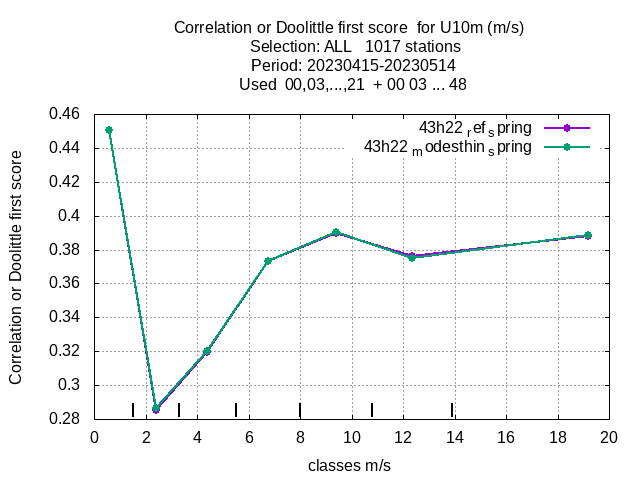 Correlation or Doolittle first score  for U10m (m/s)
Selection: ALL   1017 stations
Period: 20230415-20230514
Used  00,03,...,21  + 00 03 ... 48
43h22 ref spring
43h22 modesthin spring
Correlation or Doolittle first score
0.46
0.44
0.42
0.4
0.38
0.36
0.34
0.32
0.3
0.28
0 2 4 6 8 10 12 14 16 18 20
classes m/s